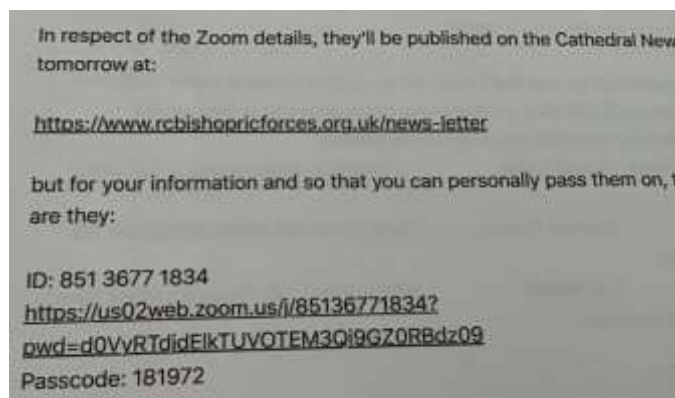 In respect of the Zoom details, they'll be published on the Cathedral New
tomorrow at:
https://www.rcbishopricforces.org.uk/news-letter
but for your information and so that you can personally pass them on, t
are they:
ID: 851 3677 1834
https://us02web.zoom.us/j/85136771834?
pwd=d0VyRTdjdElkTUVOTEM3Qi9GZ0RBdz09
Passcode: 181972